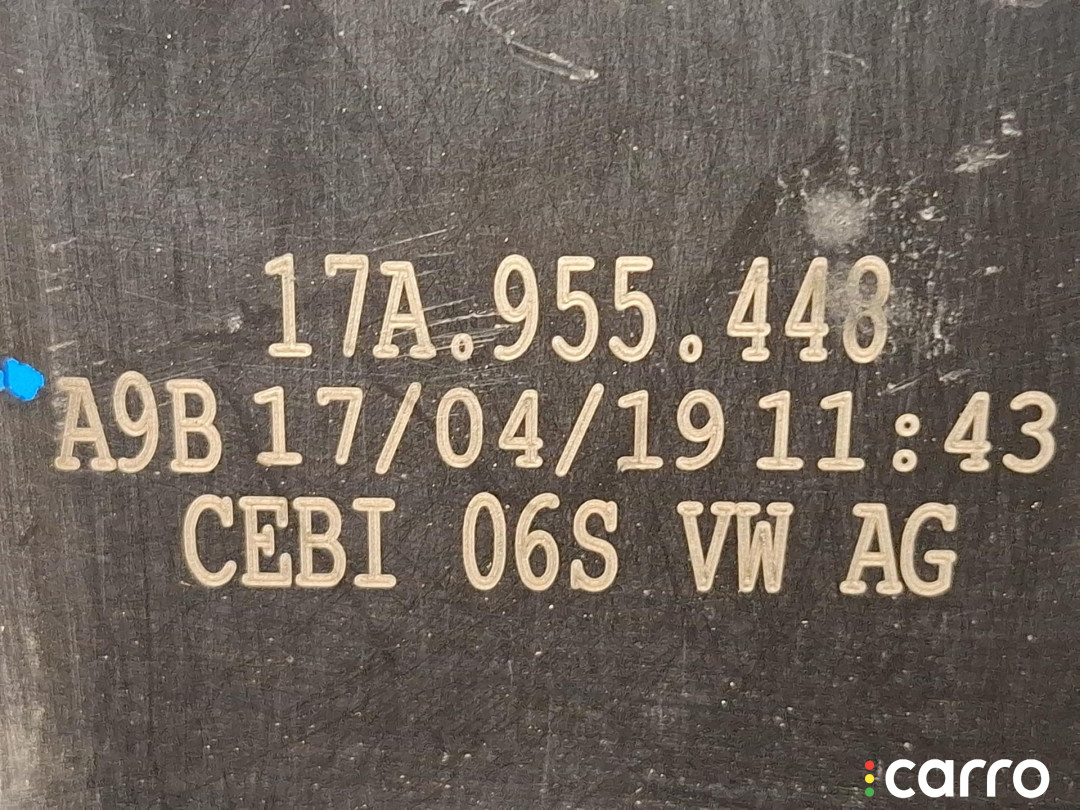 17A.955.448
A9B 17/04/19 11:43
CEBI 06S VW AG
carro